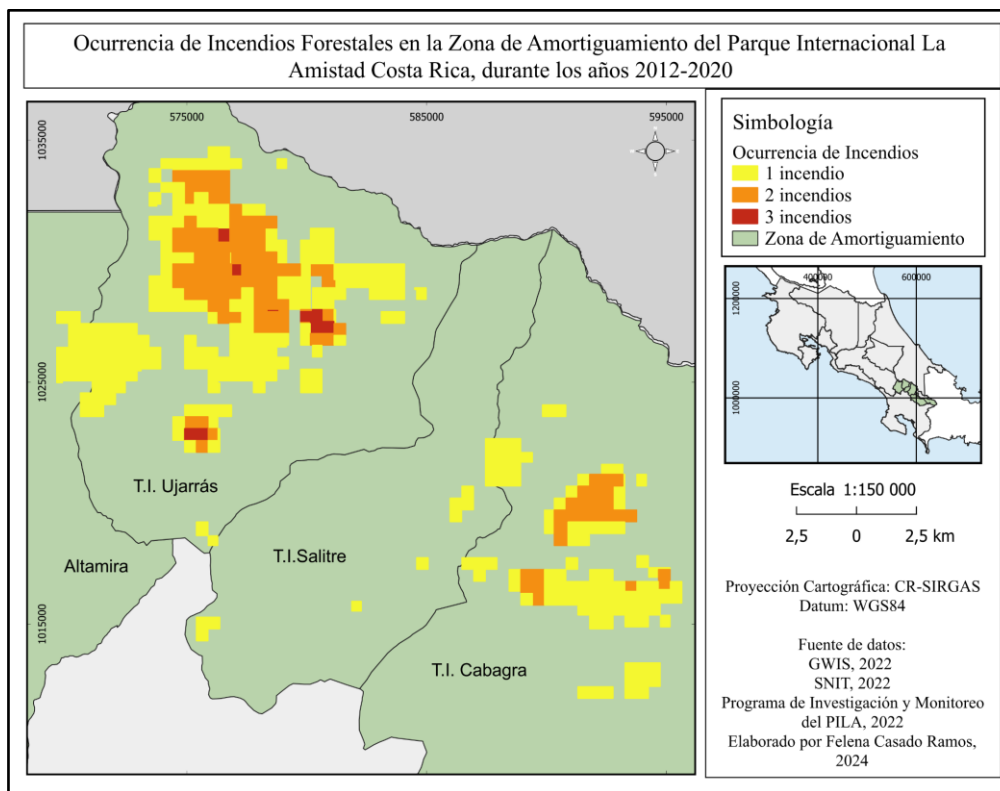 Ocurrencia de Incendios Forestales en la Zona de Amortiguamiento del Parque Internacional La
Amistad Costa Rica, durante los años 2012-2020
575000
585000
595000
1035000
1025000
1015000
T.I. Ujarrás
Altamira
T.I.Salitre
T.I. Cabagra
Simbología
Ocurrencia de Incendios
1 incendio
2 incendios
3 incendios
Zona de Amortiguamiento
400000
600000
1200000
1000000
Escala 1:150 000
2,5 0 2,5 km
Proyección Cartográfica: CR-SIRGAS
Datum: WGS84
Fuente de datos:
GWIS, 2022
SNIT, 2022
Programa de Investigación y Monitoreo
del PILA, 2022
Elaborado por Felena Casado Ramos,
2024